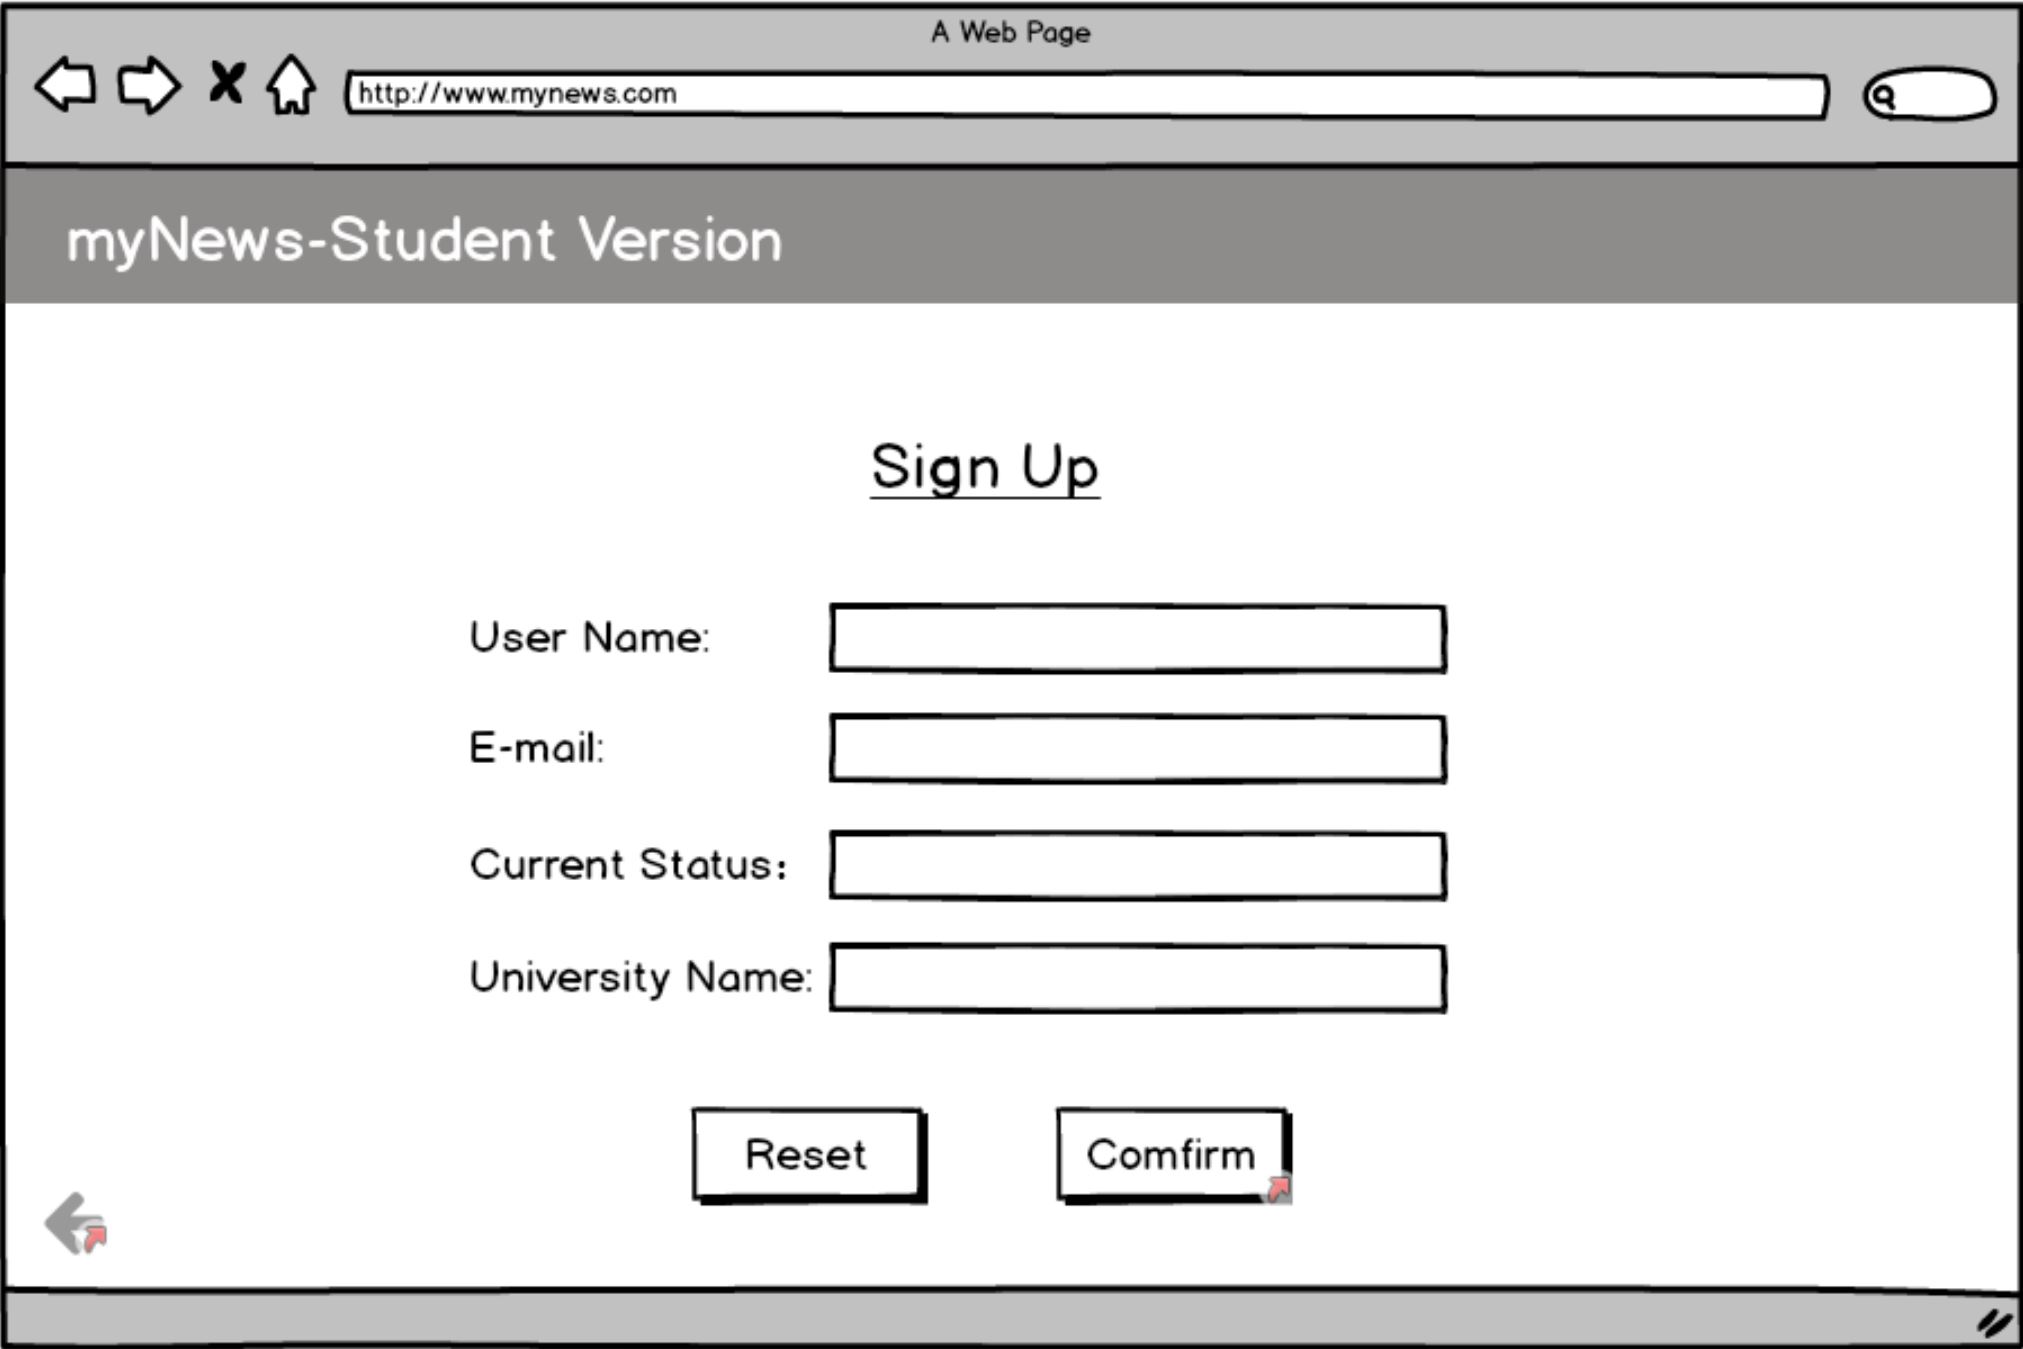 A Web Page
http://www.mynews.com
myNews-Student Version
Sign Up
User Name:
E-mail:
Current Status:
University Name:
Reset
Comfirm